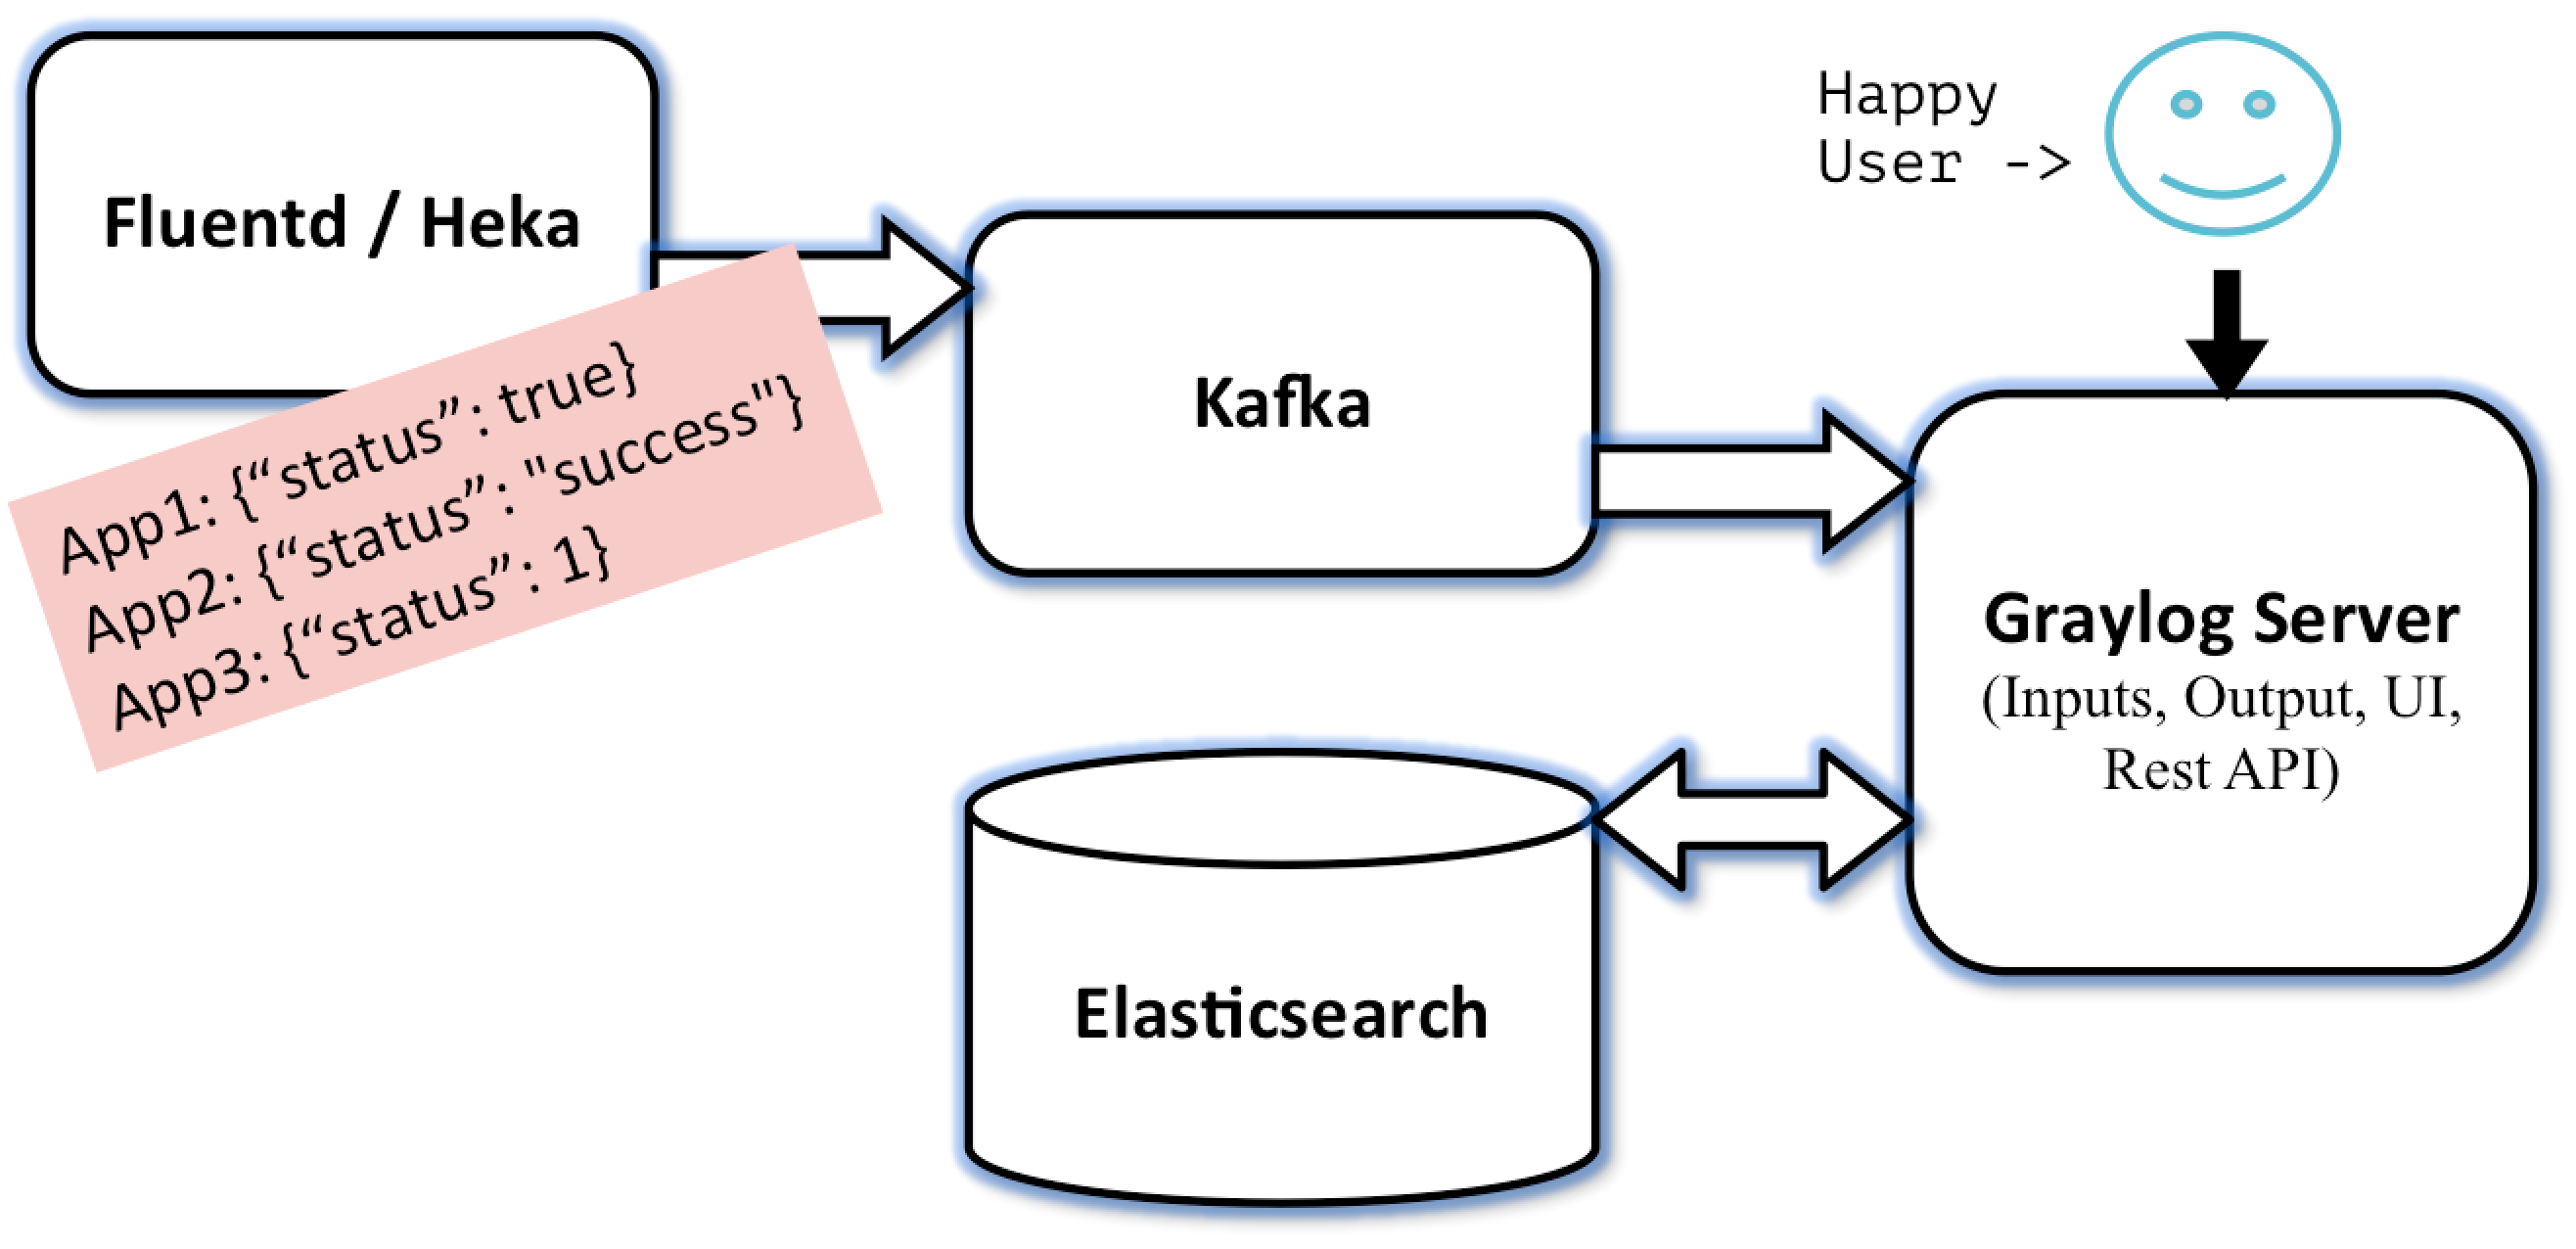 Fluentd / Heka
App1: {“status”: true}
App2: {“status”: "success"}
App3: {“status”: 1}
Kafka
Happy
User ->
Graylog Server
(Inputs, Output, UI,
Rest API)
Elasticsearch